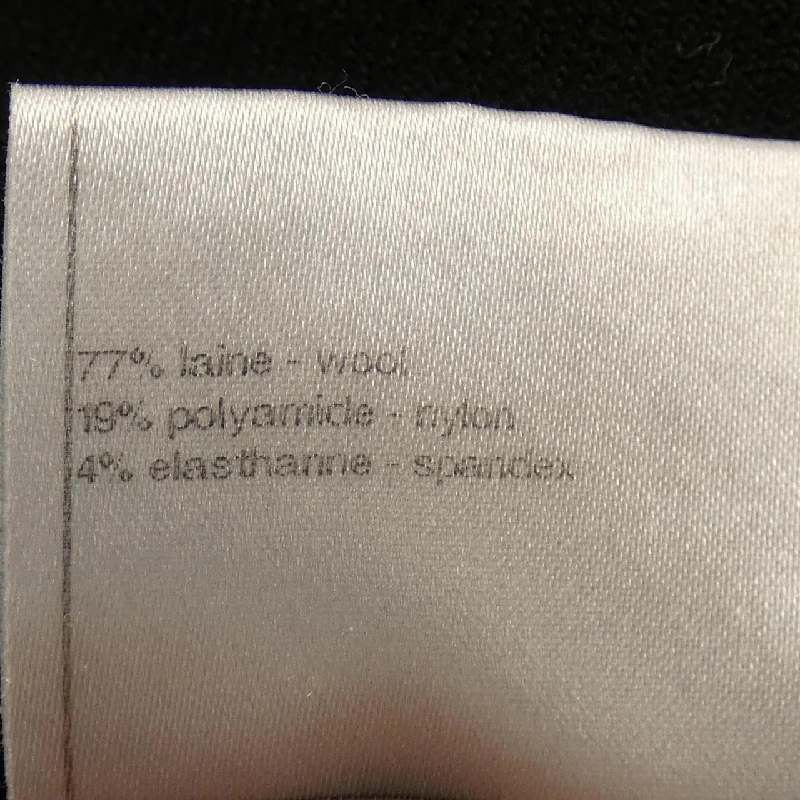 77% laine - wool
19% polyamide - nylon
4% elasthanne - spandex